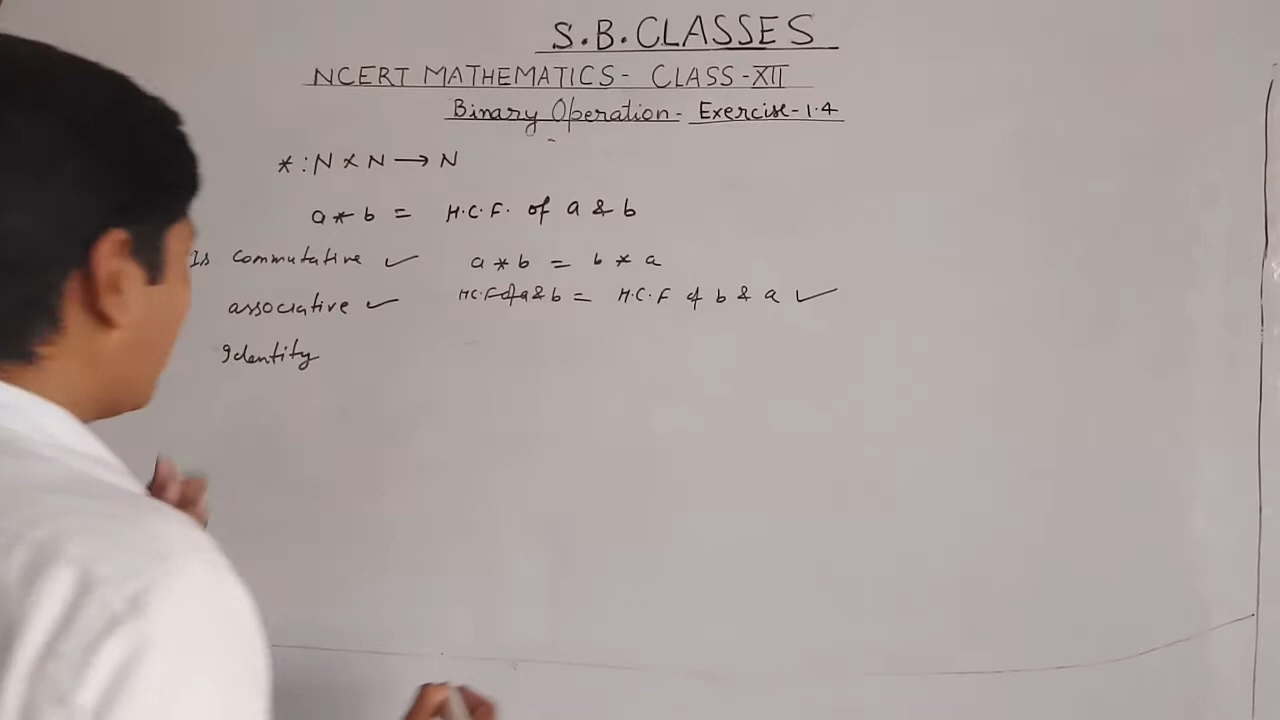 S.B. CLASSES
NCERT MATHEMATICS - CLASS - XII
Binary Operation - Exercise - 1.4
* : N × N → N
a * b = H.C.F. of a & b
Is commutative ✓ a * b = b * a
associative ✓ H.C.F of a & b = H.C.F of b & a ✓
Identity